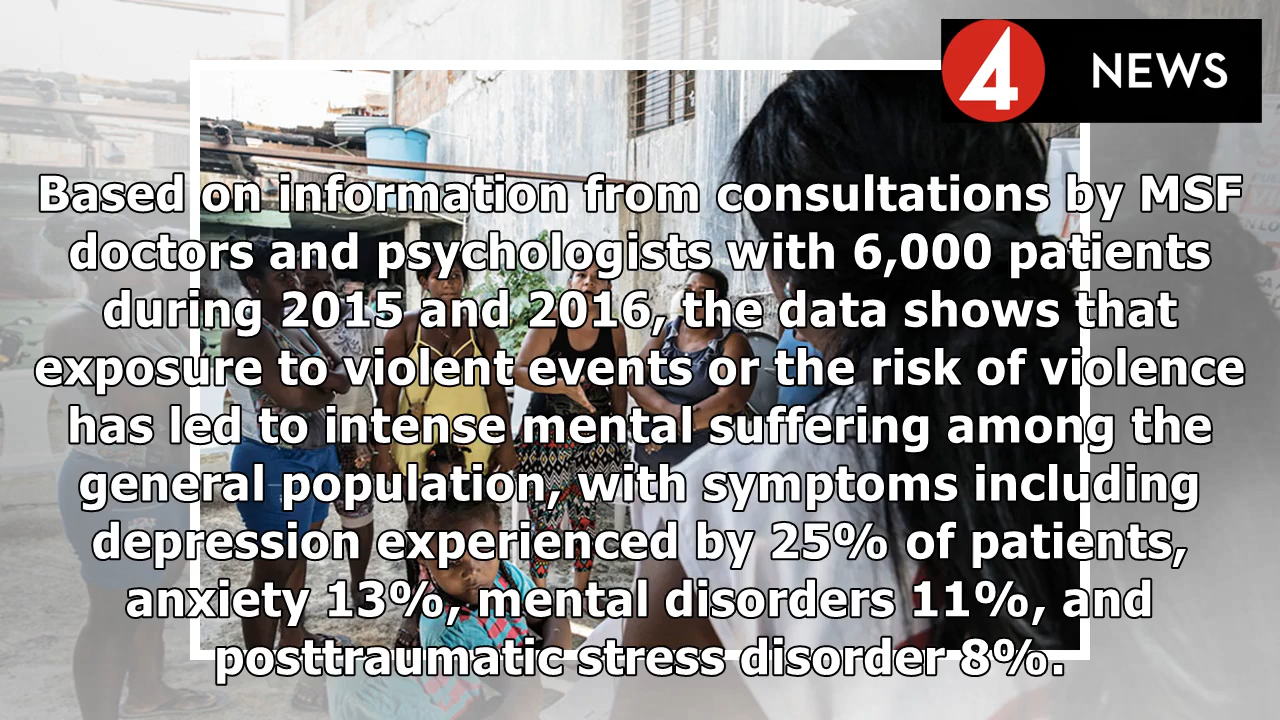 4 NEWS
Based on information from consultations by MSF
doctors and psychologists with 6,000 patients
during 2015 and 2016, the data shows that
exposure to violent events or the risk of violence
has led to intense mental suffering among the
general population, with symptoms including
depression experienced by 25% of patients,
anxiety 13%, mental disorders 11%, and
posttraumatic stress disorder 8%.